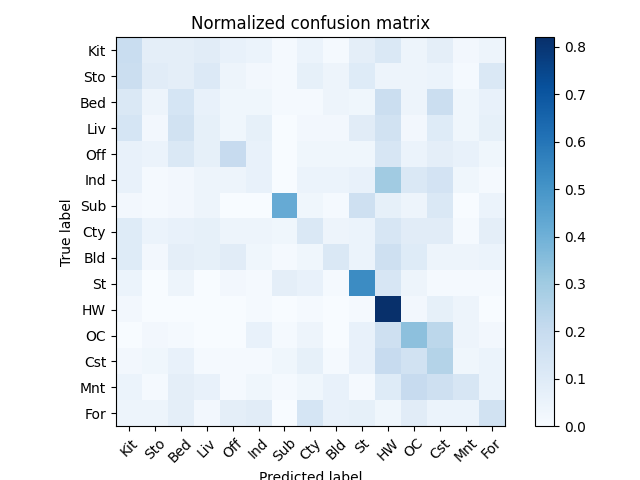 Normalized confusion matrix
True label
Kit
Sto
Bed
Liv
Off
Ind
Sub
Cty
Bld
St
HW
OC
Cst
Mnt
For
Kit Sto Bed Liv Off Ind Sub Cty Bld St HW OC Cst Mnt For
Predicted label
0.8
0.7
0.6
0.5
0.4
0.3
0.2
0.1
0.0